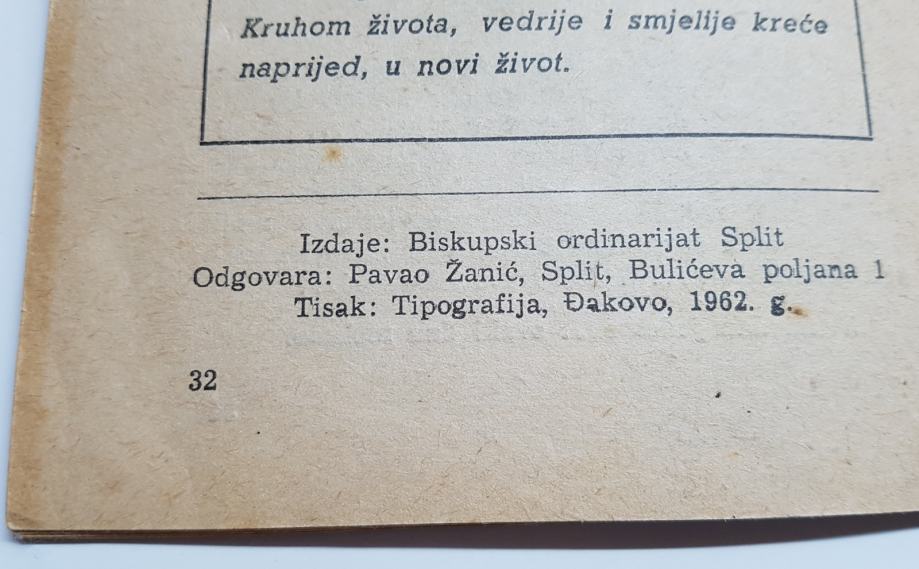 Kruhom života, vedrije i smjelije kreće
naprijed, u novi život.
Izdaje: Biskupski ordinarijat Split
Odgovara: Pavao Žanić, Split, Bulićeva poljana 1
Tisak: Tipografija, Đakovo, 1962. g.
32